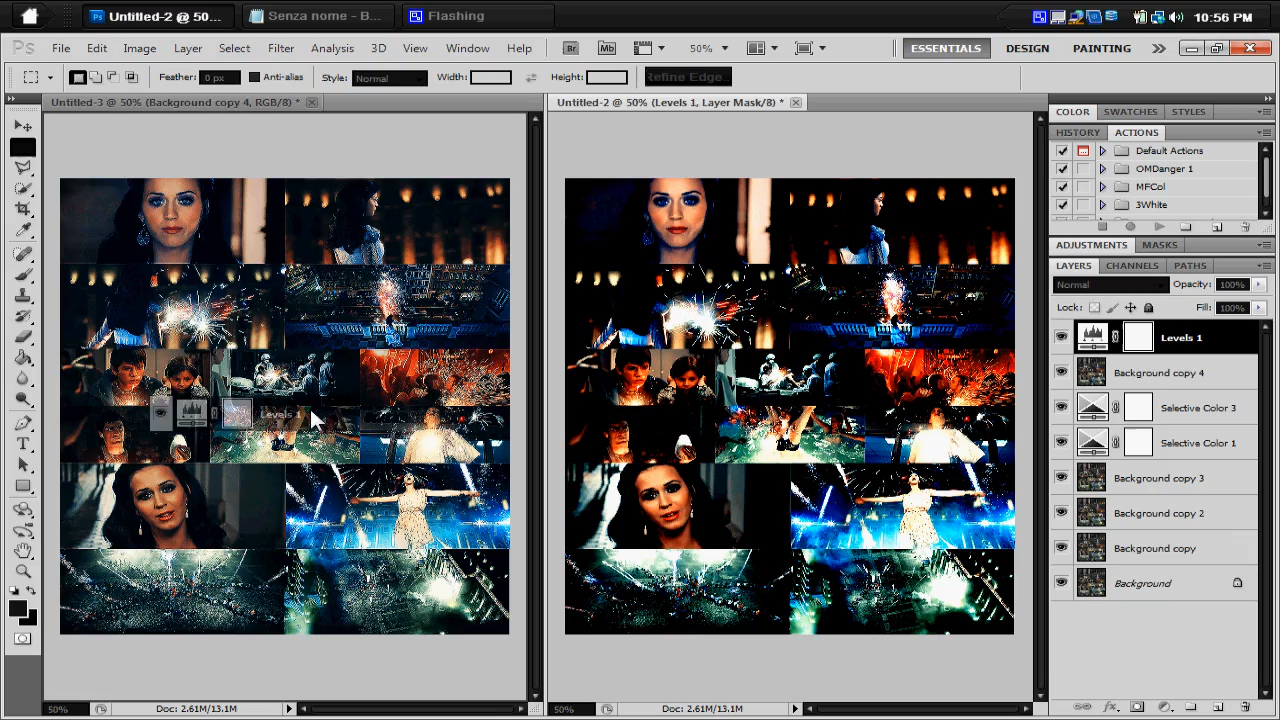 Ps Untitled-2 @ 50...
Senza nome - B...
Flashing
10:56 PM
Ps File Edit Image Layer Select Filter Analysis 3D View Window Help
Br Mb 50%
ESSENTIALS DESIGN PAINTING
Feather: 0 px Anti-alias Style: Normal Width: Height: Refine Edge...
Untitled-3 @ 50% (Background copy 4, RGB/8) *
Untitled-2 @ 50% (Levels 1, Layer Mask/8) *
COLOR SWATCHES STYLES
HISTORY ACTIONS
Default Actions
OMDanger 1
MFCol
3White
ADJUSTMENTS MASKS
LAYERS CHANNELS PATHS
Normal Opacity: 100%
Lock: Fill: 100%
Levels 1
Background copy 4
Selective Color 3
Selective Color 1
Background copy 3
Background copy 2
Background copy
Background
Levels 1
50% Doc: 2.61M/13.1M
50% Doc: 2.61M/13.1M